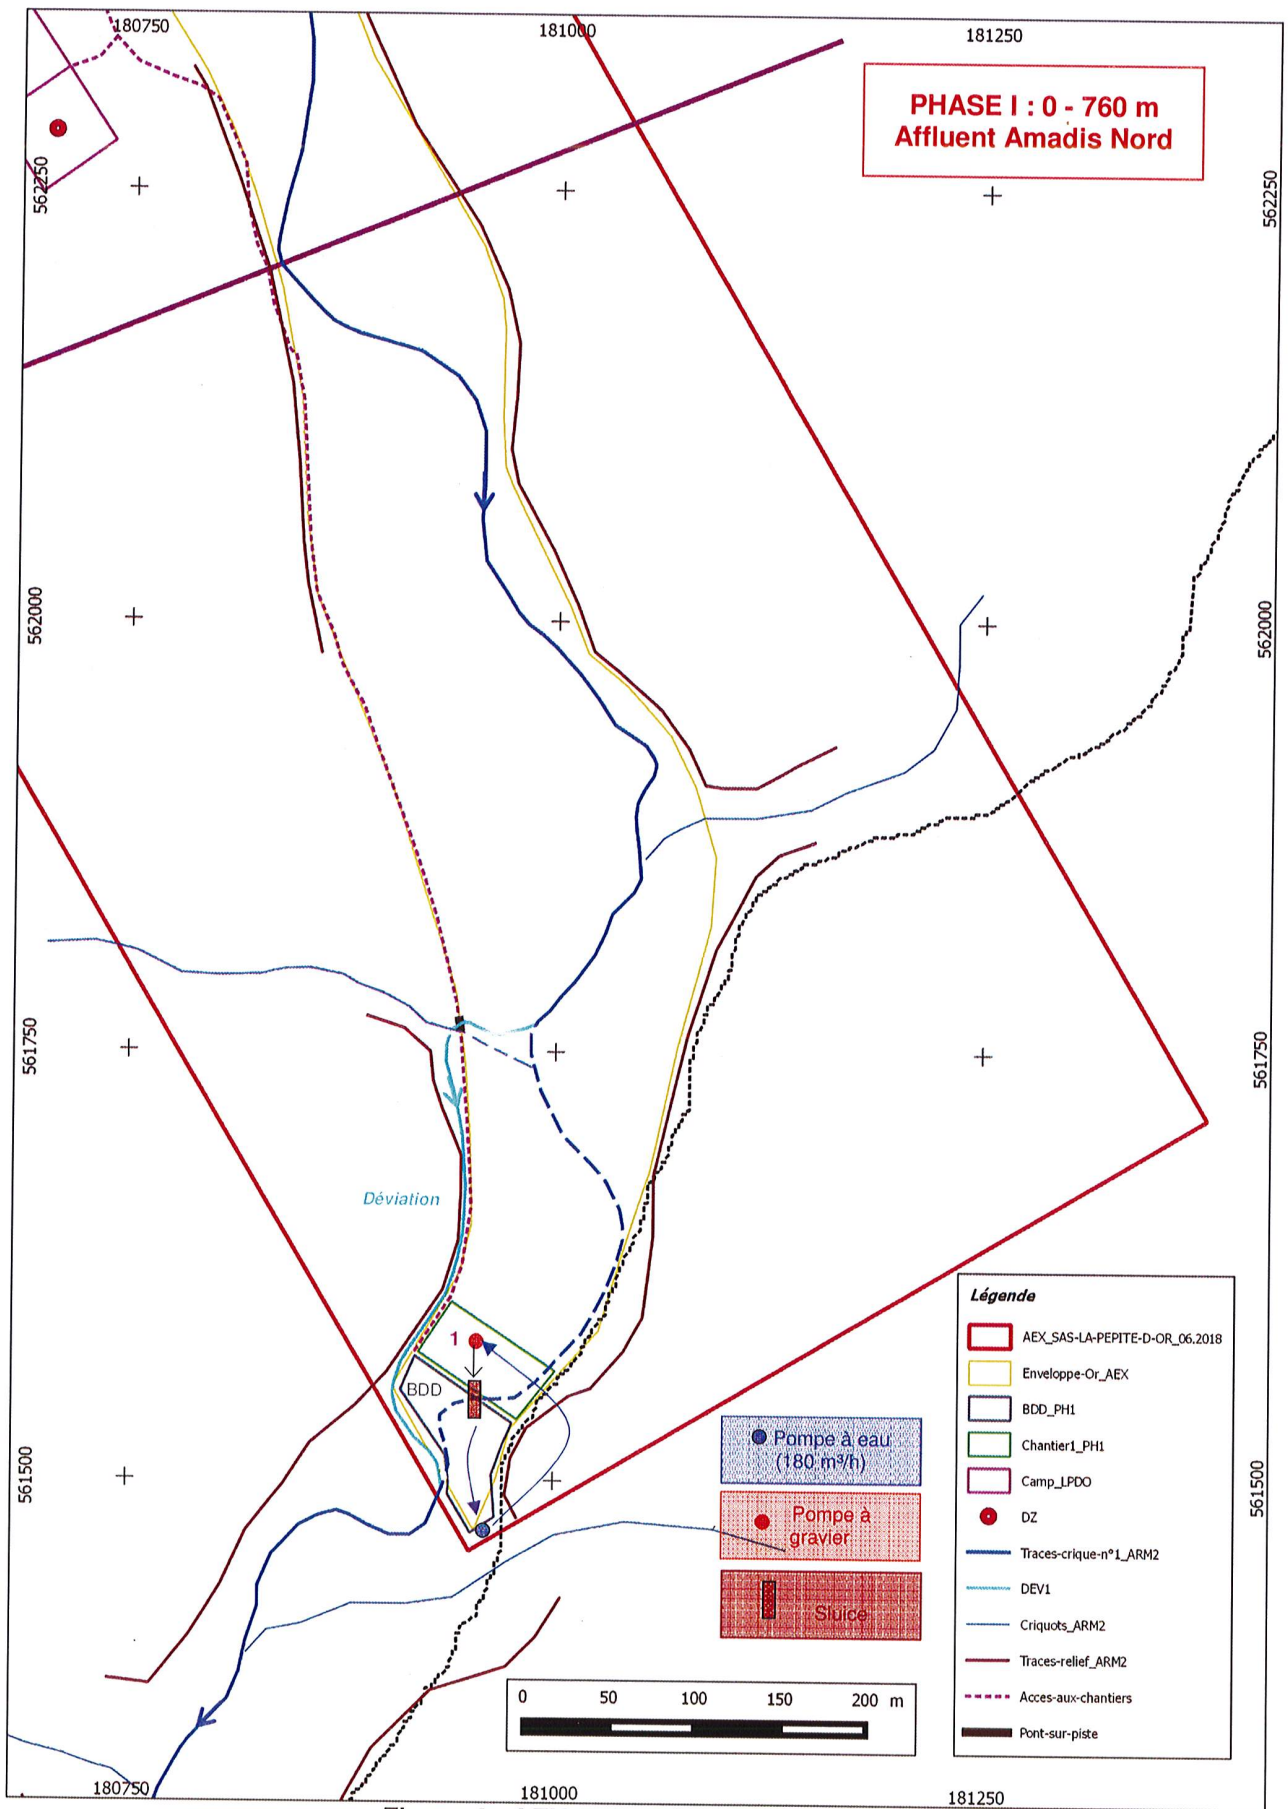 180750
181000
181250
PHASE I : 0 - 760 m
Affluent Amadis Nord
562250
562250
562000
562000
561750
561750
Déviation
1
BDD
561500
561500
Pompe à eau
(180 m³/h)
Pompe à
gravier
Sluice
Légende
AEX_SAS-LA-PEPITE-D-OR_06.2018
Enveloppe-Or_AEX
BDD_PH1
Chantier1_PH1
Camp_LPDO
DZ
Traces-crique-n°1_ARM2
DEV1
Criquots_ARM2
Traces-relief_ARM2
Acces-aux-chantiers
Pont-sur-piste
0 50 100 150 200 m
180750
181000
181250